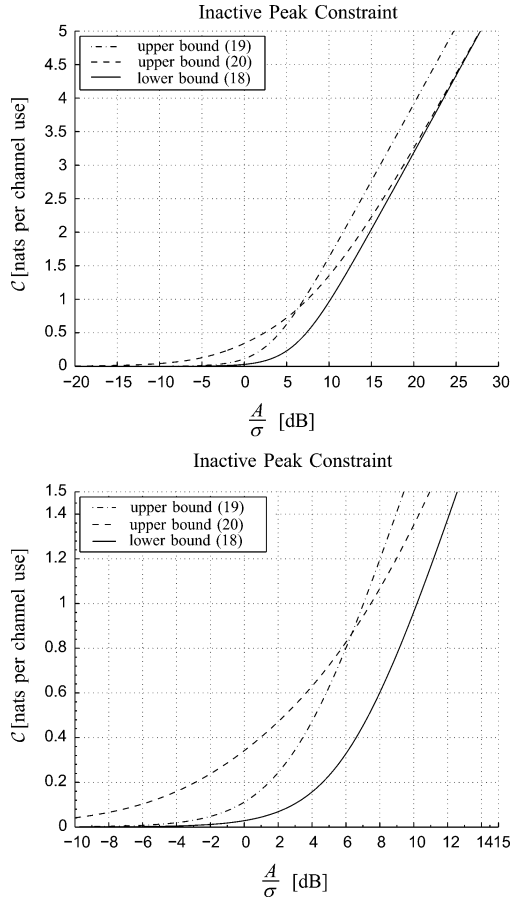 Inactive Peak Constraint
5
4.5
4
3.5
3
2.5
2
1.5
1
0.5
0
upper bound (19)
upper bound (20)
lower bound (18)
C [nats per channel use]
−20 −15 −10 −5 0 5 10 15 20 25 30
A/σ [dB]
Inactive Peak Constraint
1.5
1.4
1.2
1
0.8
0.6
0.4
0.2
0
upper bound (19)
upper bound (20)
lower bound (18)
C [nats per channel use]
−10 −8 −6 −4 −2 0 2 4 6 8 10 12 1415
A/σ [dB]